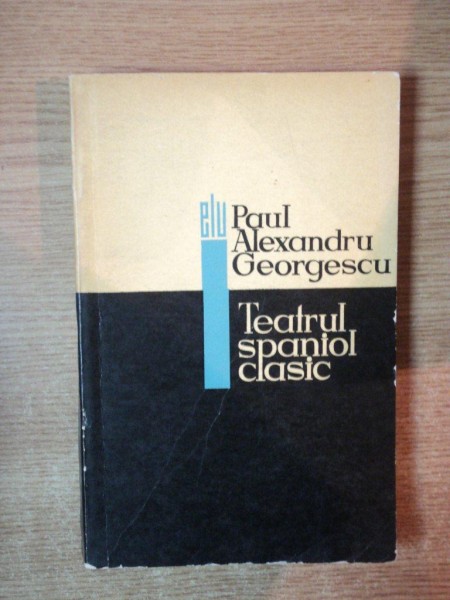 elu
Paul
Alexandru
Georgescu
Teatrul
spaniol
clasic